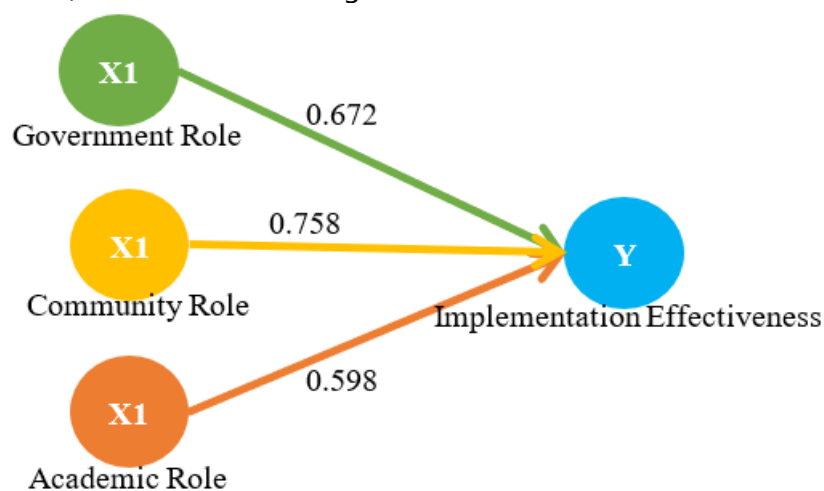 X1
Government Role
0.672
X1
Community Role
0.758
X1
Academic Role
0.598
Y
Implementation Effectiveness